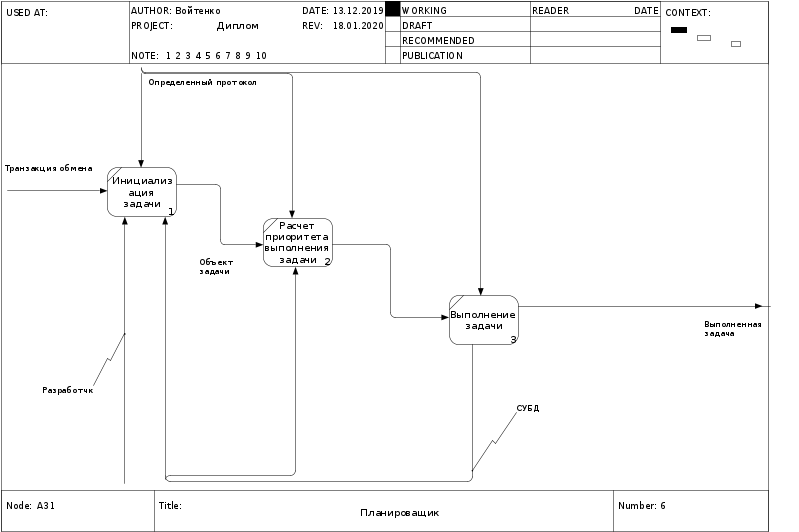 USED AT:
AUTHOR: Войтенко
DATE: 13.12.2019
WORKING
READER
DATE
CONTEXT:
PROJECT: Диплом
REV: 18.01.2020
DRAFT
RECOMMENDED
NOTE: 1 2 3 4 5 6 7 8 9 10
PUBLICATION
Определенный протокол
Транзакция обмена
Инициализ
ация
задачи
1
Расчет
приоритета
выполнения
задачи
2
Объект
задачи
Выполнение
задачи
3
Выполненная
задача
Разработчк
СУБД
Node: A31
Title:
Планироващик
Number: 6